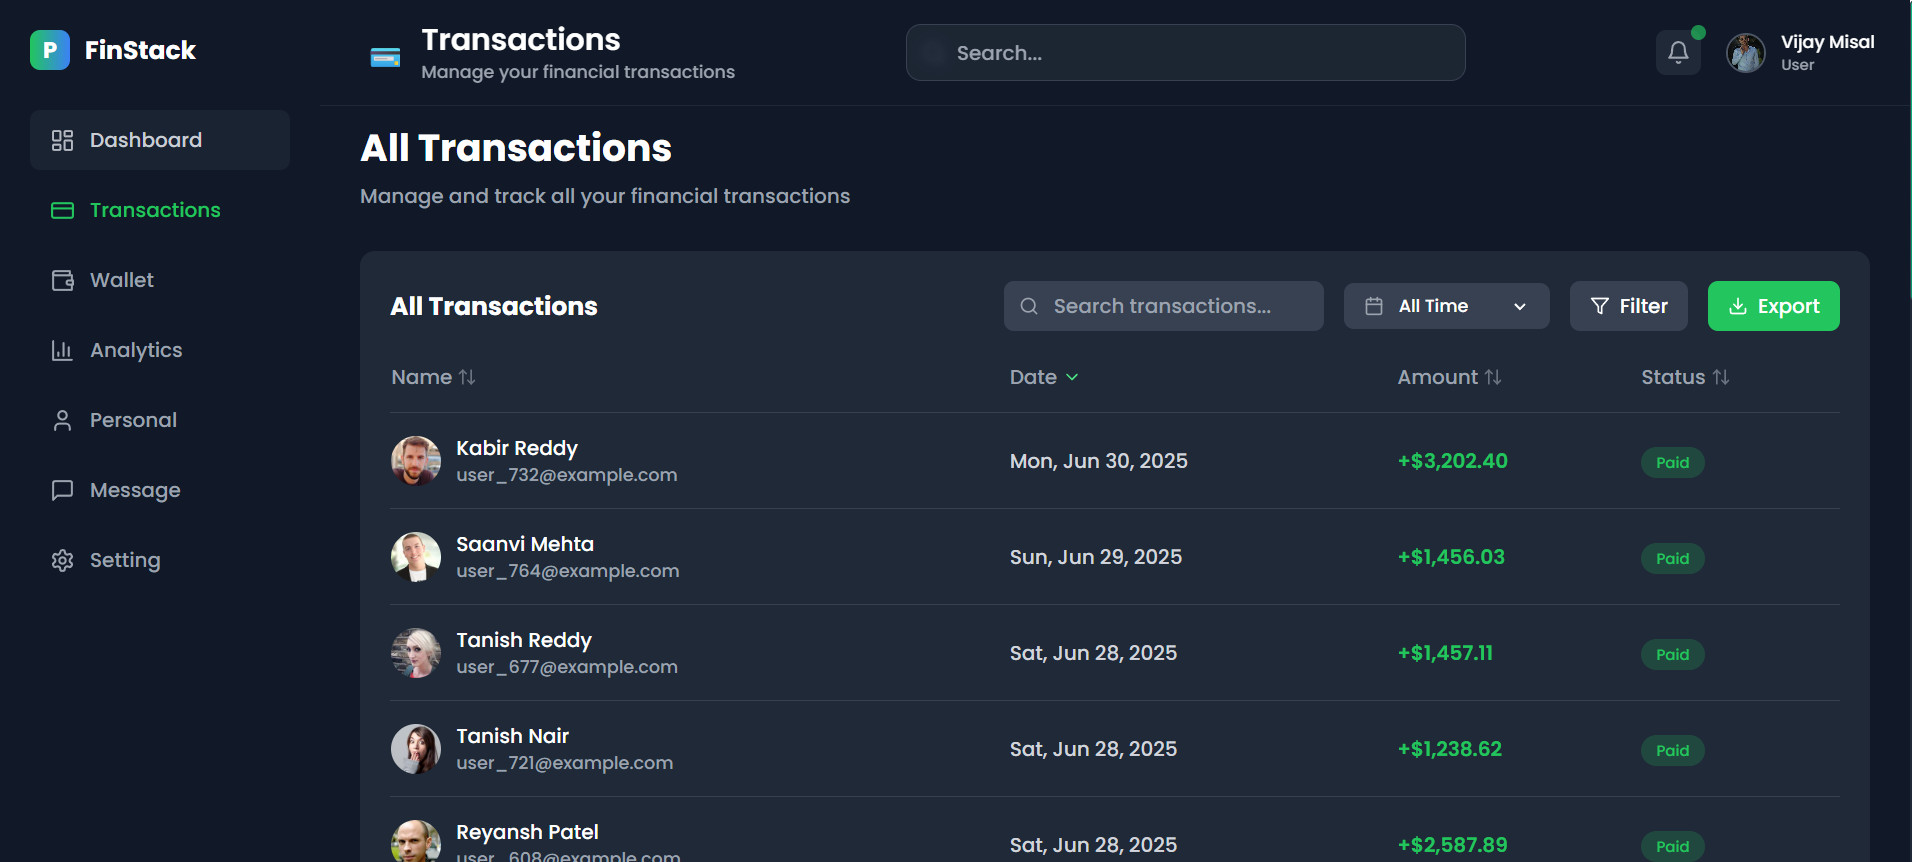 P FinStack
Dashboard
Transactions
Wallet
Analytics
Personal
Message
Setting
Transactions
Manage your financial transactions
Search...
Vijay Misal
User
All Transactions
Manage and track all your financial transactions
All Transactions
Search transactions...
All Time
Filter
Export
Name Date Amount Status
Kabir Reddy
user_732@example.com
Mon, Jun 30, 2025 +$3,202.40 Paid
Saanvi Mehta
user_764@example.com
Sun, Jun 29, 2025 +$1,456.03 Paid
Tanish Reddy
user_677@example.com
Sat, Jun 28, 2025 +$1,457.11 Paid
Tanish Nair
user_721@example.com
Sat, Jun 28, 2025 +$1,238.62 Paid
Reyansh Patel
user_608@example.com
Sat, Jun 28, 2025 +$2,587.89 Paid